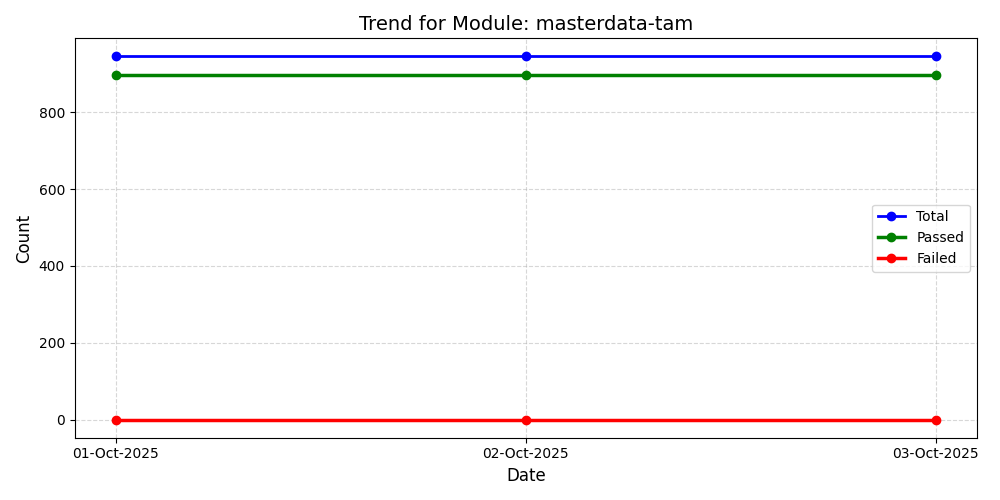 Trend for Module: masterdata-tam
Count
800
600
400
200
0
Total
Passed
Failed
01-Oct-2025 02-Oct-2025 03-Oct-2025
Date